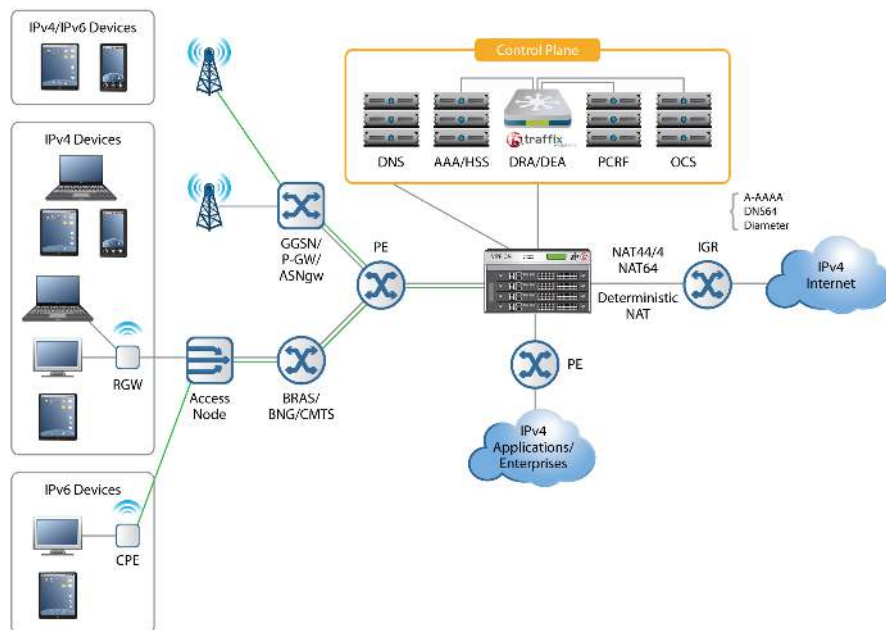 IPv4/IPv6 Devices
IPv4 Devices
RGW
IPv6 Devices
CPE
Access
Node
GGSN/
P-GW/
ASNgw
BRAS/
BNG/CMTS
PE
Control Plane
DNS
AAA/HSS
traffix
DRA/DEA
PCRF
OCS
A-AAAA
DNS64
Diameter
NAT44/4
NAT64
Deterministic
NAT
IGR
IPv4
Internet
PE
IPv4
Applications/
Enterprises